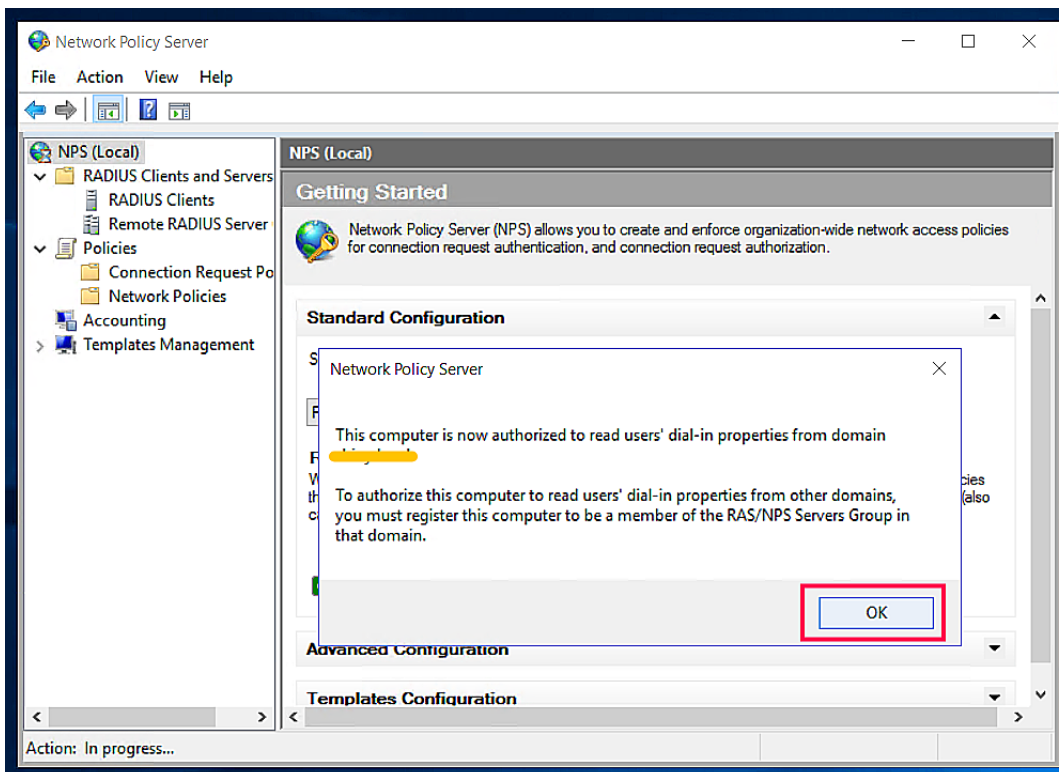 Network Policy Server
File Action View Help
NPS (Local)
RADIUS Clients and Servers
RADIUS Clients
Remote RADIUS Server
Policies
Connection Request Po
Network Policies
Accounting
Templates Management
NPS (Local)
Getting Started
Network Policy Server (NPS) allows you to create and enforce organization-wide network access policies
for connection request authentication, and connection request authorization.
Standard Configuration
S
Network Policy Server
This computer is now authorized to read users' dial-in properties from domain
To authorize this computer to read users' dial-in properties from other domains,
you must register this computer to be a member of the RAS/NPS Servers Group in
that domain.
OK
cies
(also
Advanced Configuration
Templates Configuration
Action: In progress...